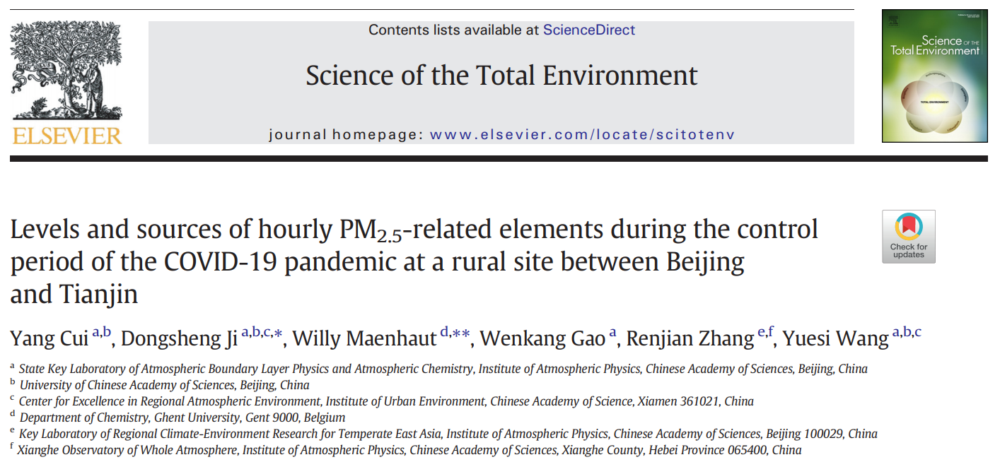 Contents lists available at ScienceDirect
Science of the Total Environment
journal homepage: www.elsevier.com/locate/scitotenv
ELSEVIER
Science OF THE
Total Environment
TOTAL ENVIRONMENT
Levels and sources of hourly PM2.5-related elements during the control
period of the COVID-19 pandemic at a rural site between Beijing
and Tianjin
Check for
updates
Yang Cui a,b, Dongsheng Ji a,b,c,*, Willy Maenhaut d,**, Wenkang Gao a, Renjian Zhang e,f, Yuesi Wang a,b,c
a State Key Laboratory of Atmospheric Boundary Layer Physics and Atmospheric Chemistry, Institute of Atmospheric Physics, Chinese Academy of Sciences, Beijing, China
b University of Chinese Academy of Sciences, Beijing, China
c Center for Excellence in Regional Atmospheric Environment, Institute of Urban Environment, Chinese Academy of Science, Xiamen 361021, China
d Department of Chemistry, Ghent University, Gent 9000, Belgium
e Key Laboratory of Regional Climate-Environment Research for Temperate East Asia, Institute of Atmospheric Physics, Chinese Academy of Sciences, Beijing 100029, China
f Xianghe Observatory of Whole Atmosphere, Institute of Atmospheric Physics, Chinese Academy of Sciences, Xianghe County, Hebei Province 065400, China